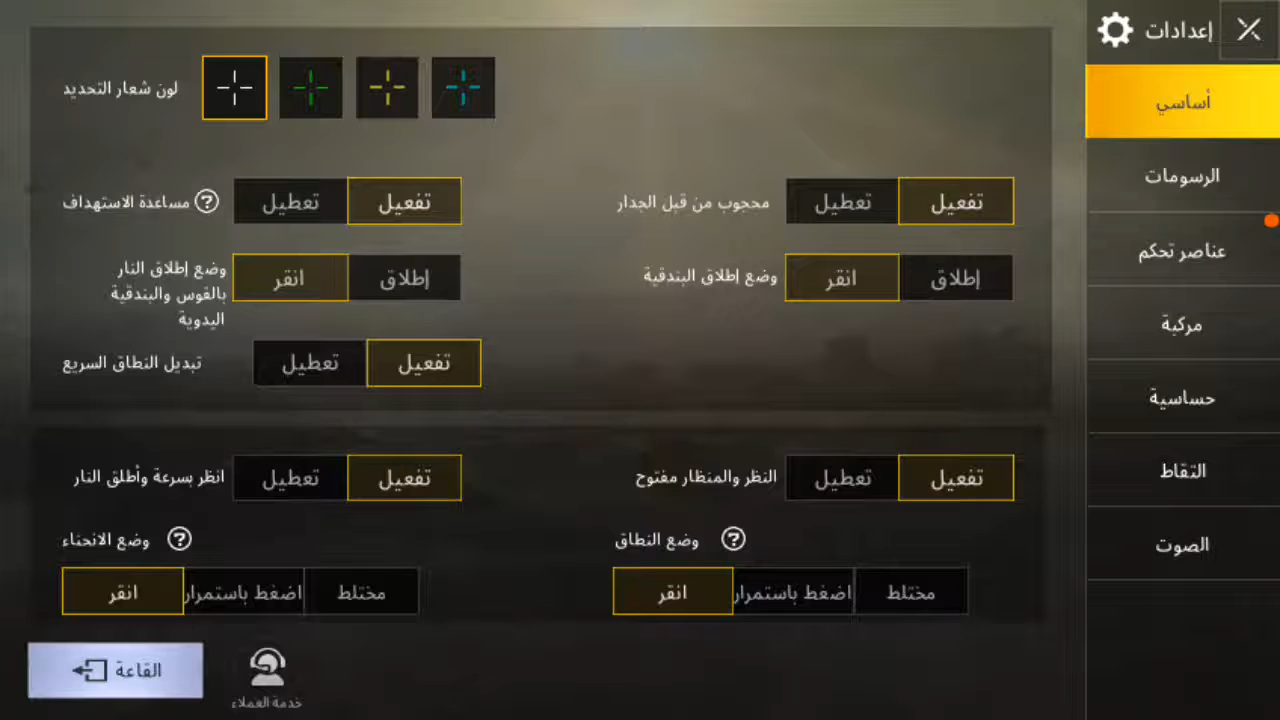 إعدادات
أساسي
الرسومات
عناصر تحكم
مركبة
حساسية
التقاط
الصوت
لون شعار التحديد
مساعدة الاستهداف ? تعطيل تفعيل
محجوب من قبل الجدار تعطيل تفعيل
وضع إطلاق النار
بالقوس والبندقية
اليدوية
انقر إطلاق
وضع إطلاق البندقية انقر إطلاق
تبديل النطاق السريع تعطيل تفعيل
انظر بسرعة وأطلق النار تعطيل تفعيل
النظر والمنظار مفتوح تعطيل تفعيل
وضع الانحناء ?
انقر اضغط باستمرار مختلط
وضع النطاق ?
انقر اضغط باستمرار مختلط
القاعة
خدمة العملاء